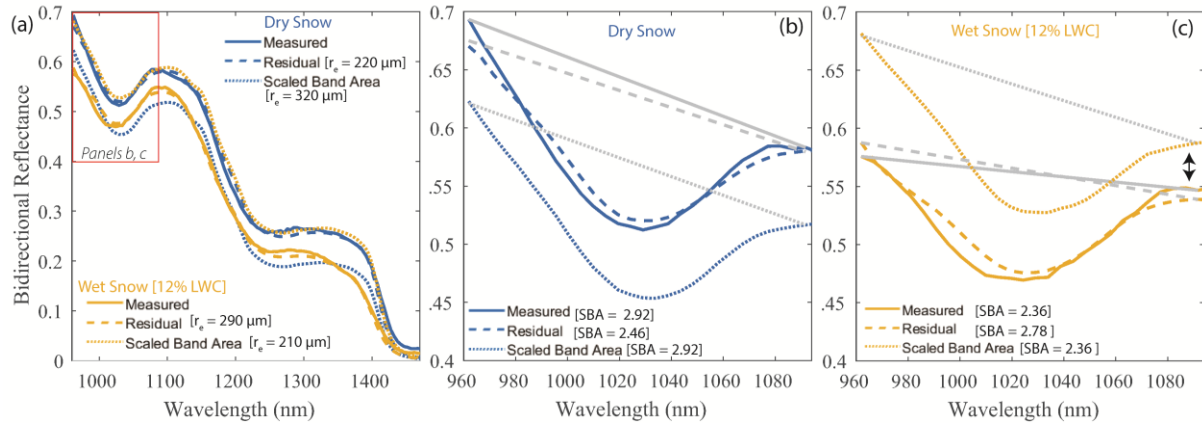 (a)
Dry Snow
Measured
Residual [r_e = 220 µm]
Scaled Band Area
[r_e = 320 µm]
Panels b, c
Wet Snow [12% LWC]
Measured
Residual [r_e = 290 µm]
Scaled Band Area [r_e = 210 µm]
Bidirectional Reflectance
0.7
0.6
0.5
0.4
0.3
0.2
0.1
0
1000 1100 1200 1300 1400
Wavelength (nm)
(b)
Dry Snow
Measured [SBA = 2.92]
Residual [SBA = 2.46]
Scaled Band Area [SBA = 2.92]
0.7
.65
0.6
.55
0.5
.45
0.4
960 980 1000 1020 1040 1060 1080
Wavelength (nm)
Wet Snow [12% LWC]
(c)
Measured [SBA = 2.36]
Residual [SBA = 2.78 ]
Scaled Band Area [SBA = 2.36 ]
0.7
.65
0.6
.55
0.5
.45
0.4
960 980 1000 1020 1040 1060 1080
Wavelength (nm)